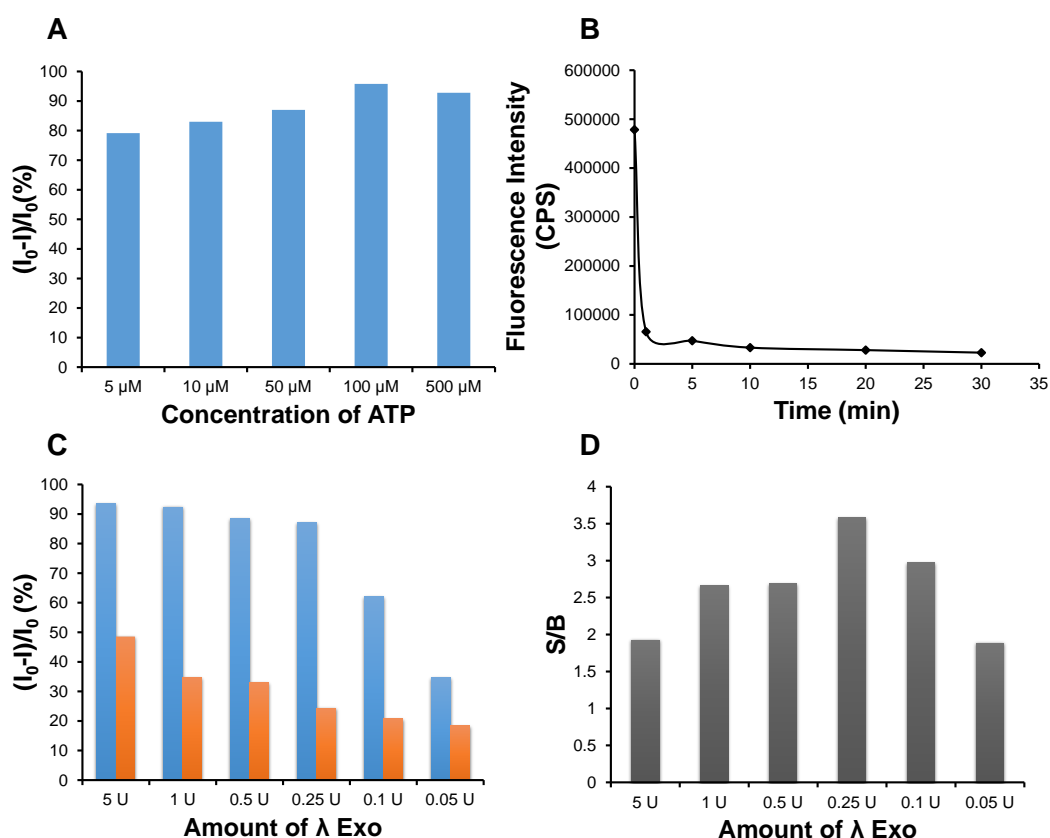 A
100
90
80
70
60
50
40
30
20
10
0
(I0-I)/I0(%)
5 μM 10 μM 50 μM 100 μM 500 μM
Concentration of ATP
B
600000
500000
400000
300000
200000
100000
0
Fluorescence Intensity
(CPS)
0 5 10 15 20 25 30 35
Time (min)
C
100
90
80
70
60
50
40
30
20
10
0
(I0-I)/I0 (%)
5 U 1 U 0.5 U 0.25 U 0.1 U 0.05 U
Amount of λ Exo
D
4
3.5
3
2.5
2
1.5
1
0.5
0
S/B
5 U 1 U 0.5 U 0.25 U 0.1 U 0.05 U
Amount of λ Exo